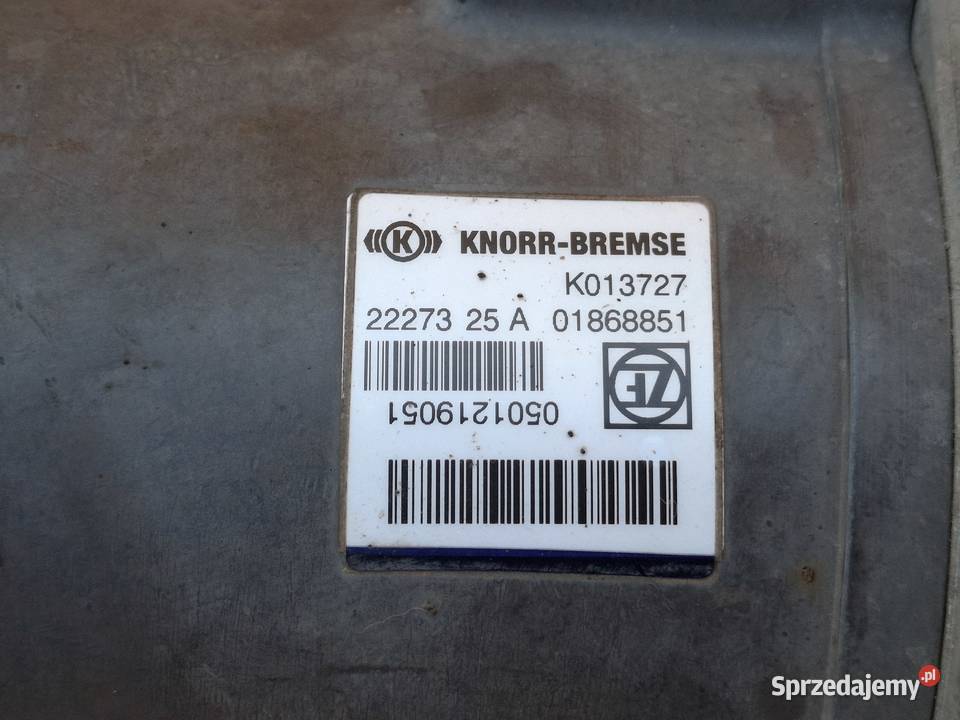 K KNORR-BREMSE
K013727
22273 25 A 01868851
ZF
0501219051
Sprzedajemy.pl